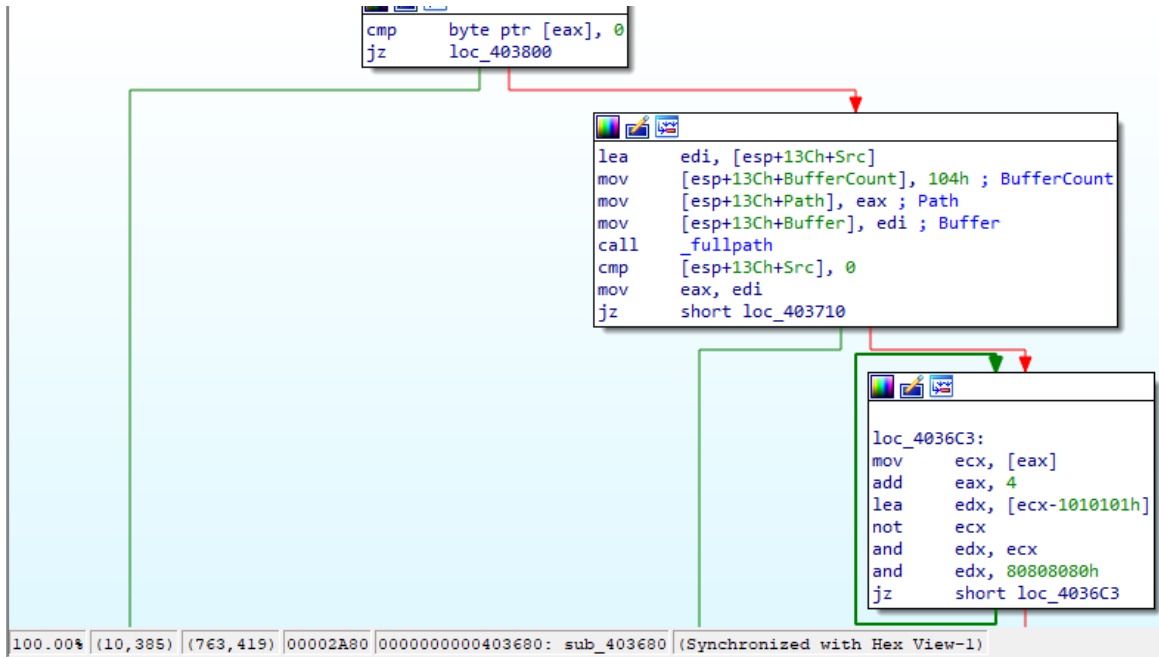 cmp     byte ptr [eax], 0
jz      loc_403800
lea     edi, [esp+13Ch+Src]
mov     [esp+13Ch+BufferCount], 104h ; BufferCount
mov     [esp+13Ch+Path], eax ; Path
mov     [esp+13Ch+Buffer], edi ; Buffer
call    _fullpath
cmp     [esp+13Ch+Src], 0
mov     eax, edi
jz      short loc_403710
loc_4036C3:
mov     ecx, [eax]
add     eax, 4
lea     edx, [ecx-1010101h]
not     ecx
and     edx, ecx
and     edx, 80808080h
jz      short loc_4036C3
100.00% (10,385) (763,419) 00002A80 0000000000403680: sub_403680 (Synchronized with Hex View-1)